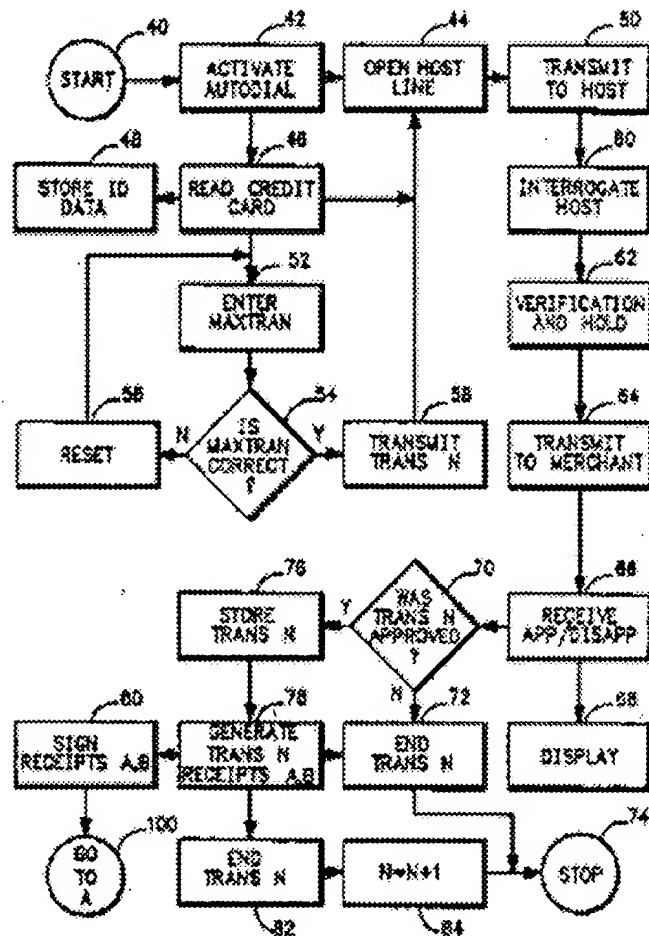 40
START
42
ACTIVATE
AUTODIAL
44
OPEN HOST
LINE
50
TRANSMIT
TO HOST
48
STORE ID
DATA
46
READ CREDIT
CARD
60
INTERROGATE
HOST
52
ENTER
MAXTRAN
62
VERIFICATION
AND HOLD
56
RESET
N
54
IS
MAXTRAN
CORRECT
?
Y
58
TRANSMIT
TRANS N
64
TRANSMIT
TO MERCHANT
76
STORE
TRANS N
Y
70
WAS
TRANS N
APPROVED
?
N
66
RECEIVE
APP/DISAPP
80
SIGN
RECEIPTS A,B
78
GENERATE
TRANS N
RECEIPTS A,B
72
END
TRANS N
68
DISPLAY
100
GO
TO
A
END
TRANS N
82
N=N+1
84
74
STOP